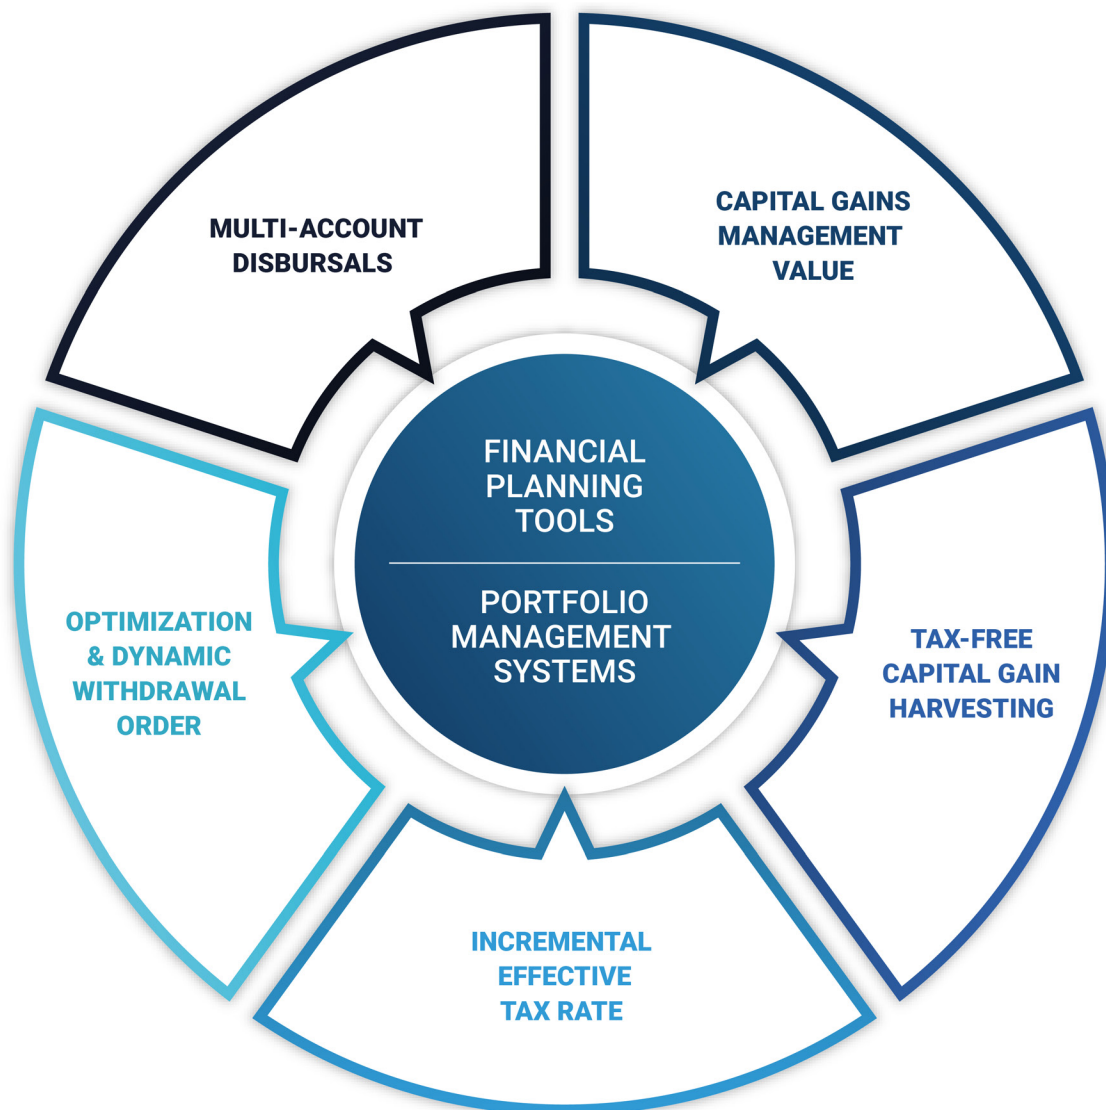 MULTI-ACCOUNT
DISBURSALS
CAPITAL GAINS
MANAGEMENT
VALUE
FINANCIAL
PLANNING
TOOLS
PORTFOLIO
MANAGEMENT
SYSTEMS
OPTIMIZATION
& DYNAMIC
WITHDRAWAL
ORDER
TAX-FREE
CAPITAL GAIN
HARVESTING
INCREMENTAL
EFFECTIVE
TAX RATE